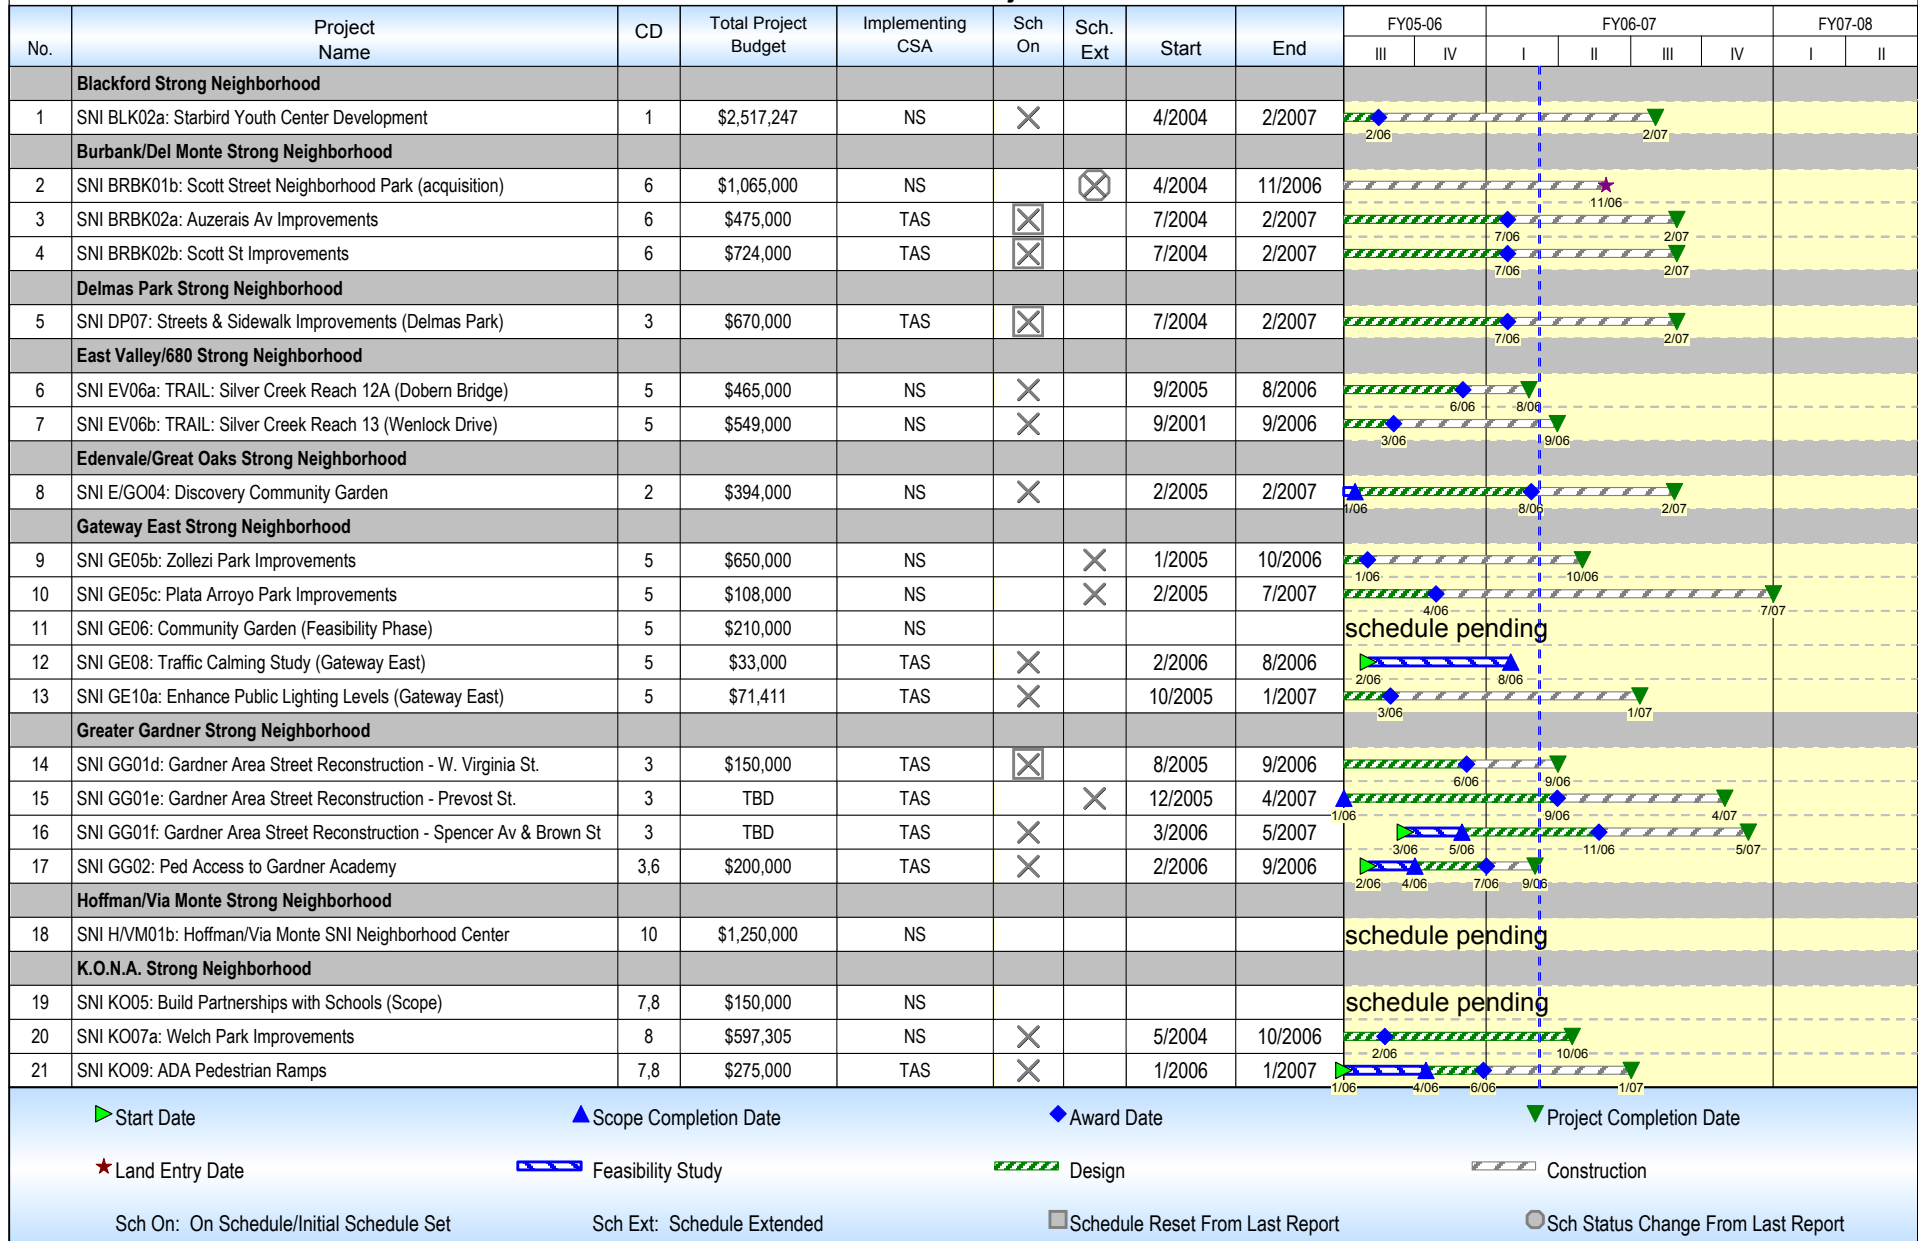 No. Project Name CD Total Project Budget Implementing CSA Sch On Sch. Ext Start End FY05-06 FY06-07 FY07-08
III IV I II III IV I II
Blackford Strong Neighborhood
1 SNI BLK02a: Starbird Youth Center Development 1 $2,517,247 NS 4/2004 2/2007 2/06 2/07
Burbank/Del Monte Strong Neighborhood
2 SNI BRBK01b: Scott Street Neighborhood Park (acquisition) 6 $1,065,000 NS 4/2004 11/2006 11/06
3 SNI BRBK02a: Auzerais Av Improvements 6 $475,000 TAS 7/2004 2/2007 7/06 2/07
4 SNI BRBK02b: Scott St Improvements 6 $724,000 TAS 7/2004 2/2007 7/06 2/07
Delmas Park Strong Neighborhood
5 SNI DP07: Streets & Sidewalk Improvements (Delmas Park) 3 $670,000 TAS 7/2004 2/2007 7/06 2/07
East Valley/680 Strong Neighborhood
6 SNI EV06a: TRAIL: Silver Creek Reach 12A (Dobern Bridge) 5 $465,000 NS 9/2005 8/2006 6/06 8/06
7 SNI EV06b: TRAIL: Silver Creek Reach 13 (Wenlock Drive) 5 $549,000 NS 9/2001 9/2006 3/06 9/06
Edenvale/Great Oaks Strong Neighborhood
8 SNI E/GO04: Discovery Community Garden 2 $394,000 NS 2/2005 2/2007 1/06 8/06 2/07
Gateway East Strong Neighborhood
9 SNI GE05b: Zollezi Park Improvements 5 $650,000 NS 1/2005 10/2006 1/06 10/06
10 SNI GE05c: Plata Arroyo Park Improvements 5 $108,000 NS 2/2005 7/2007 4/06 7/07
11 SNI GE06: Community Garden (Feasibility Phase) 5 $210,000 NS schedule pending
12 SNI GE08: Traffic Calming Study (Gateway East) 5 $33,000 TAS 2/2006 8/2006 2/06 8/06
13 SNI GE10a: Enhance Public Lighting Levels (Gateway East) 5 $71,411 TAS 10/2005 1/2007 3/06 1/07
Greater Gardner Strong Neighborhood
14 SNI GG01d: Gardner Area Street Reconstruction - W. Virginia St. 3 $150,000 TAS 8/2005 9/2006 6/06 9/06
15 SNI GG01e: Gardner Area Street Reconstruction - Prevost St. 3 TBD TAS 12/2005 4/2007 1/06 9/06 4/07
16 SNI GG01f: Gardner Area Street Reconstruction - Spencer Av & Brown St 3 TBD TAS 3/2006 5/2007 3/06 5/06 11/06 5/07
17 SNI GG02: Ped Access to Gardner Academy 3,6 $200,000 TAS 2/2006 9/2006 2/06 4/06 7/06 9/06
Hoffman/Via Monte Strong Neighborhood
18 SNI H/VM01b: Hoffman/Via Monte SNI Neighborhood Center 10 $1,250,000 NS schedule pending
K.O.N.A. Strong Neighborhood
19 SNI KO05: Build Partnerships with Schools (Scope) 7,8 $150,000 NS schedule pending
20 SNI KO07a: Welch Park Improvements 8 $597,305 NS 5/2004 10/2006 2/06 10/06
21 SNI KO09: ADA Pedestrian Ramps 7,8 $275,000 TAS 1/2006 1/2007 1/06 4/06 6/06 1/07
Start Date Scope Completion Date Award Date Project Completion Date
Land Entry Date Feasibility Study Design Construction
Sch On: On Schedule/Initial Schedule Set Sch Ext: Schedule Extended Schedule Reset From Last Report Sch Status Change From Last Report